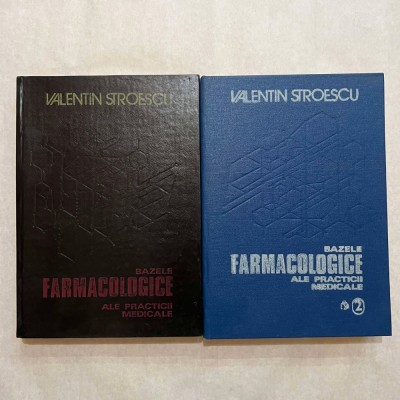 VALENTIN STROESCU
BAZELE
FARMACOLOGICE
ALE PRACTICII
MEDICALE
VALENTIN STROESCU
BAZELE
FARMACOLOGICE
ALE PRACTICII
MEDICALE
2